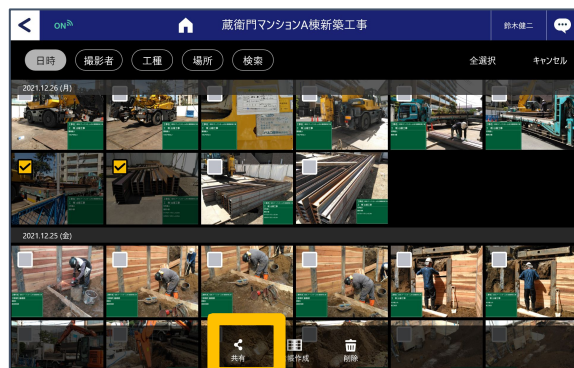 ON
蔵衛門マンションA棟新築工事
鈴木健二
日時
撮影者
工種
場所
検索
全選択
キャンセル
2021.12.26 (月)
2021.12.25 (金)
共有
帳作成
削除